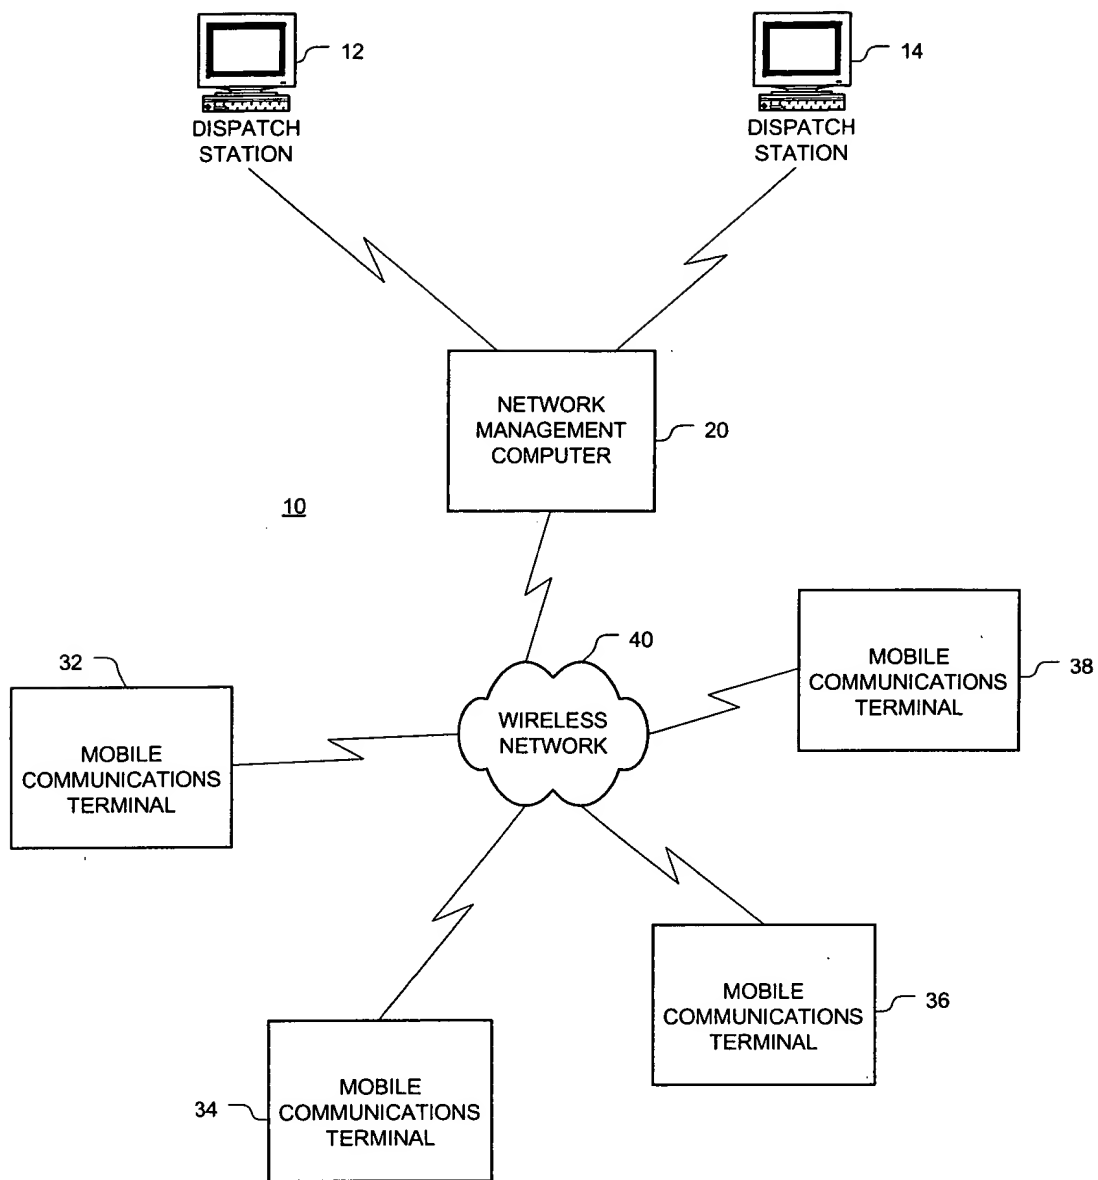 12
14
DISPATCH
STATION
DISPATCH
STATION
NETWORK
MANAGEMENT
COMPUTER
20
10
40
WIRELESS
NETWORK
MOBILE
COMMUNICATIONS
TERMINAL
38
32
MOBILE
COMMUNICATIONS
TERMINAL
MOBILE
COMMUNICATIONS
TERMINAL
36
MOBILE
COMMUNICATIONS
TERMINAL
34